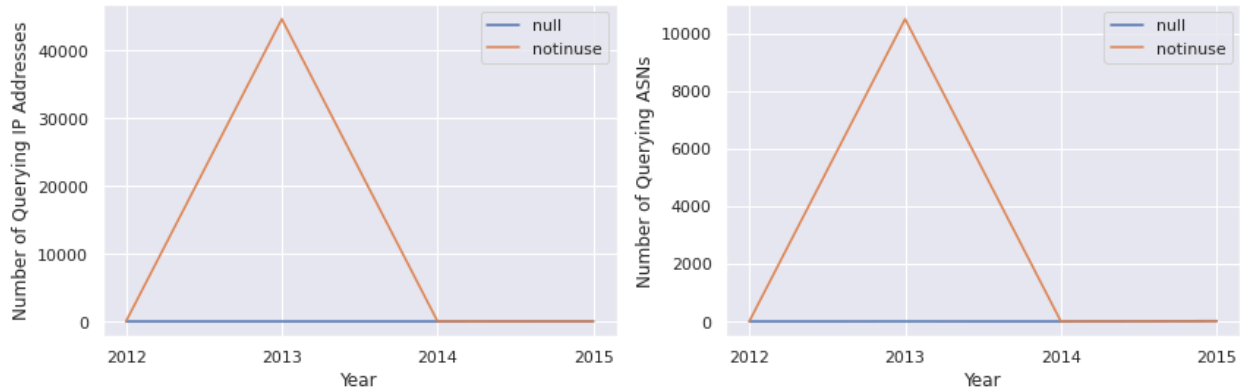 Number of Querying IP Addresses
40000
30000
20000
10000
0
2012 2013 2014 2015
Year
null
notinuse
Number of Querying ASNs
10000
8000
6000
4000
2000
0
2012 2013 2014 2015
Year
null
notinuse